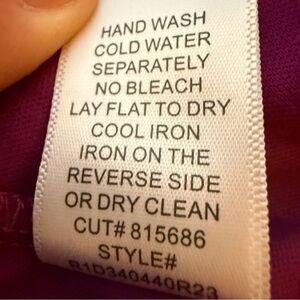 HAND WASH
COLD WATER
SEPARATELY
NO BLEACH
LAY FLAT TO DRY
COOL IRON
IRON ON THE
REVERSE SIDE
OR DRY CLEAN
CUT# 815686
STYLE#
R1D340440R23